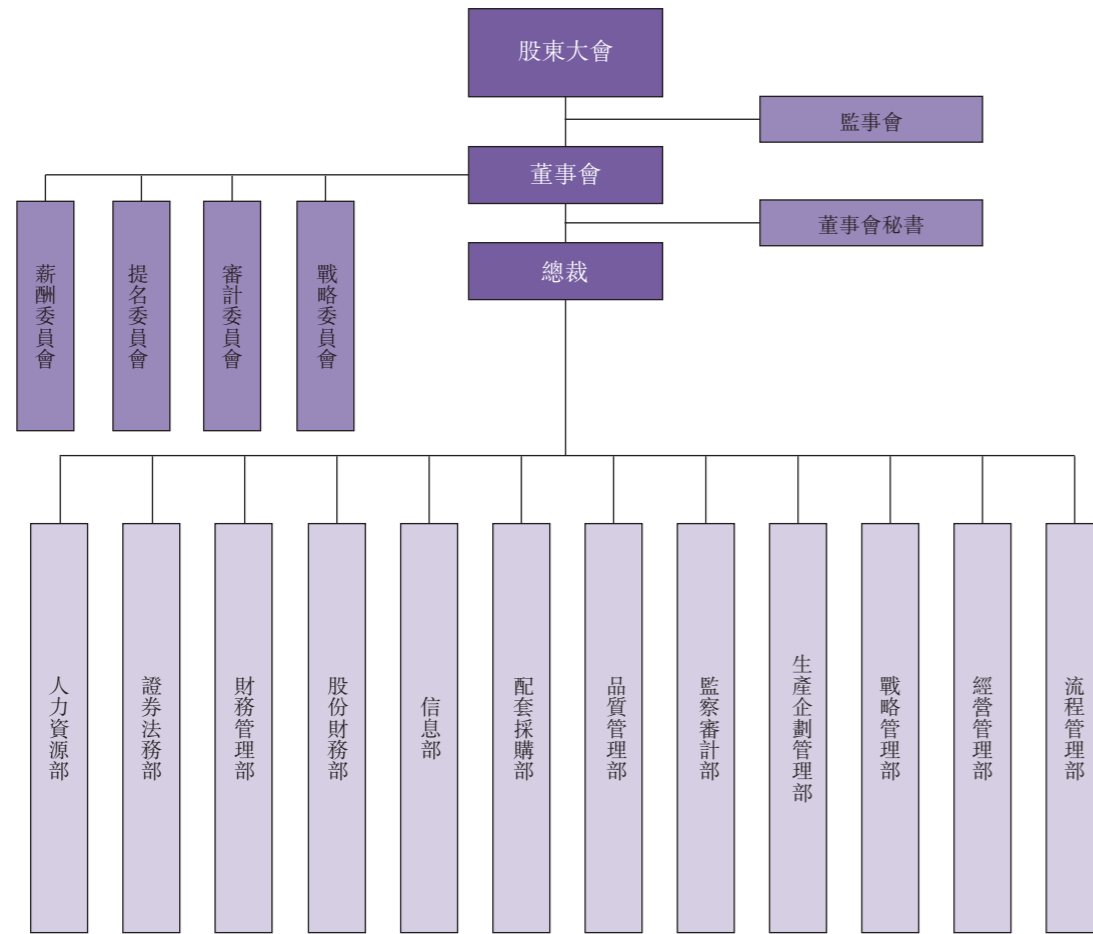 股東大會
監事會
董事會
董事會秘書
總裁
薪酬委員會
提名委員會
審計委員會
戰略委員會
人力資源部
證券法務部
財務管理部
股份財務部
信息部
配套採購部
品質管理部
監察審計部
生產企劃管理部
戰略管理部
經營管理部
流程管理部